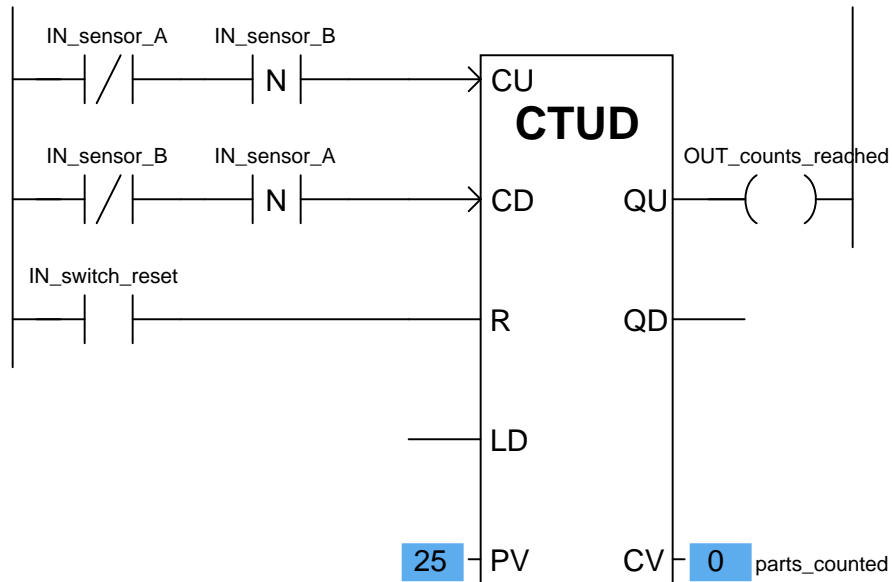 IN_sensor_A IN_sensor_B
N CU
CTUD
IN_sensor_B IN_sensor_A OUT_counts_reached
N CD QU
IN_switch_reset
R QD
LD
25 PV CV 0 parts_counted